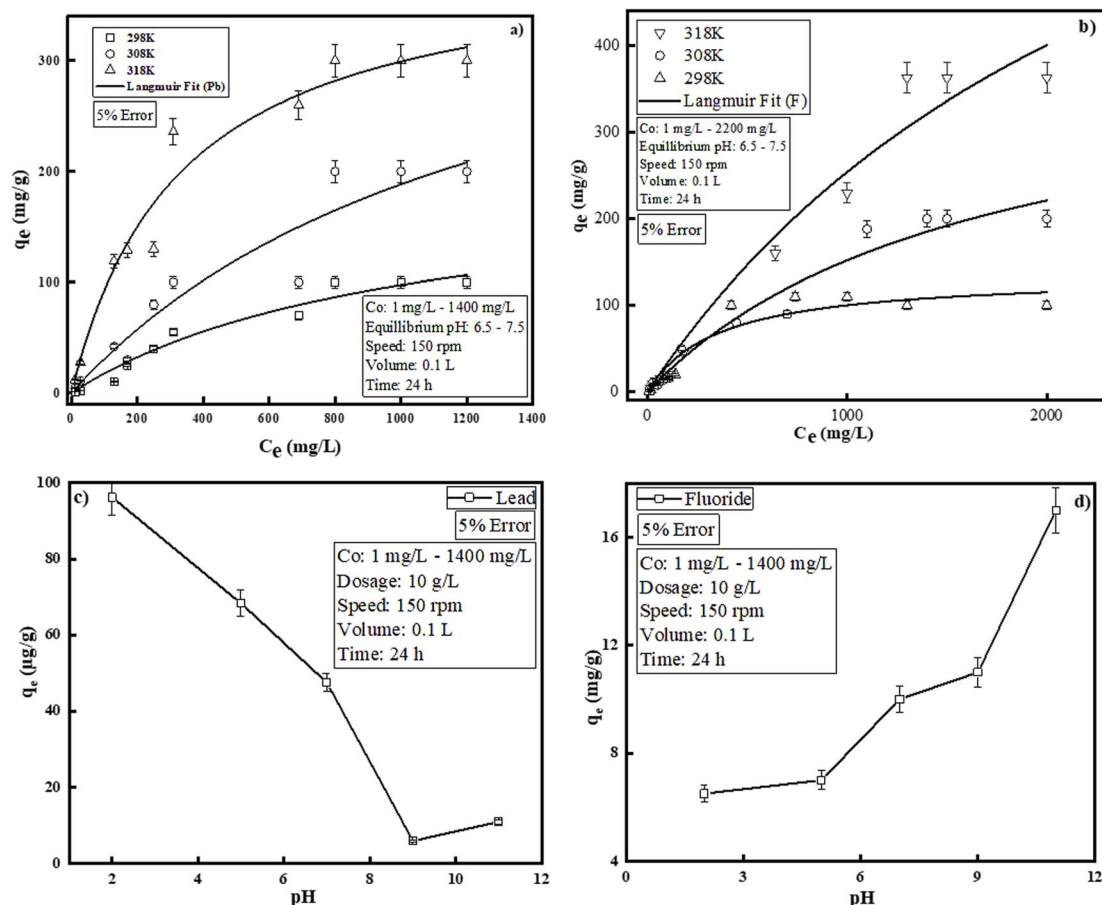 a)
298K
308K
318K
Langmuir Fit (Pb)
5% Error
Co: 1 mg/L - 1400 mg/L
Equillibrium pH: 6.5 - 7.5
Speed: 150 rpm
Volume: 0.1 L
Time: 24 h
300
200
100
0
qe (mg/g)
0 200 400 600 800 1000 1200 1400
Ce (mg/L)
b)
318K
308K
298K
Langmuir Fit (F)
Co: 1 mg/L - 2200 mg/L
Equillibrium pH: 6.5 - 7.5
Speed: 150 rpm
Volume: 0.1 L
Time: 24 h
5% Error
400
300
200
100
0
qe (mg/g)
0 1000 2000
Ce (mg/L)
c)
Lead
5% Error
Co: 1 mg/L - 1400 mg/L
Dosage: 10 g/L
Speed: 150 rpm
Volume: 0.1 L
Time: 24 h
100
80
60
40
20
0
qe (µg/g)
2 4 6 8 10 12
pH
d)
Fluoride
5% Error
Co: 1 mg/L - 1400 mg/L
Dosage: 10 g/L
Speed: 150 rpm
Volume: 0.1 L
Time: 24 h
16
12
8
4
qe (mg/g)
0 3 6 9 12
pH